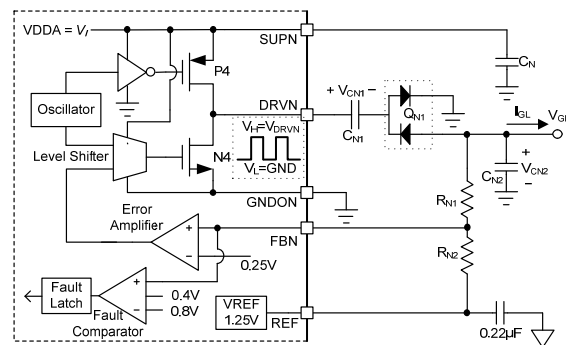 VDDA = VI
SUPN
P4
CN
Oscillator
DRVN
+ VCN1 −
QN1
IGL
VG
CN1
VH=VDRVN
VL=GND
Level Shifter
N4
+
VCN2
−
CN2
GNDON
RN1
Error
Amplifier
+
−
FBN
0.25V
RN2
Fault
Latch
+
−
0.4V
0.8V
Fault
Comparator
VREF
1.25V
REF
0.22µF